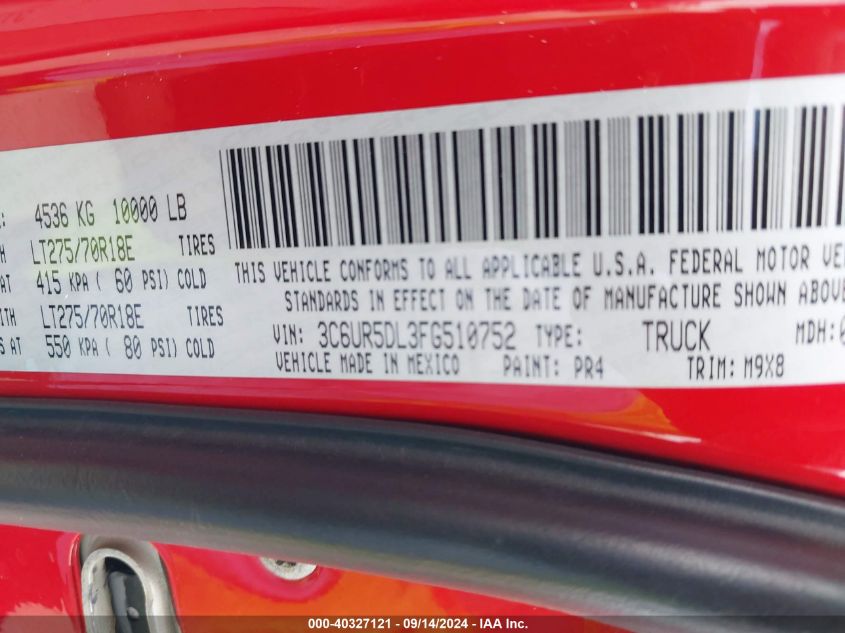 4536 KG 10000 LB
LT275/70R18E TIRES
AT 415 KPA ( 60 PSI) COLD
LT275/70R18E TIRES
AT 550 KPA ( 80 PSI) COLD
THIS VEHICLE CONFORMS TO ALL APPLICABLE U.S.A. FEDERAL MOTOR VE
STANDARDS IN EFFECT ON THE DATE OF MANUFACTURE SHOWN ABOVE
VIN: 3C6UR5DL3FG510752 TYPE: TRUCK MDH:0
VEHICLE MADE IN MEXICO PAINT: PR4 TRIM: M9X8
000-40327121 - 09/14/2024 - IAA, Inc.